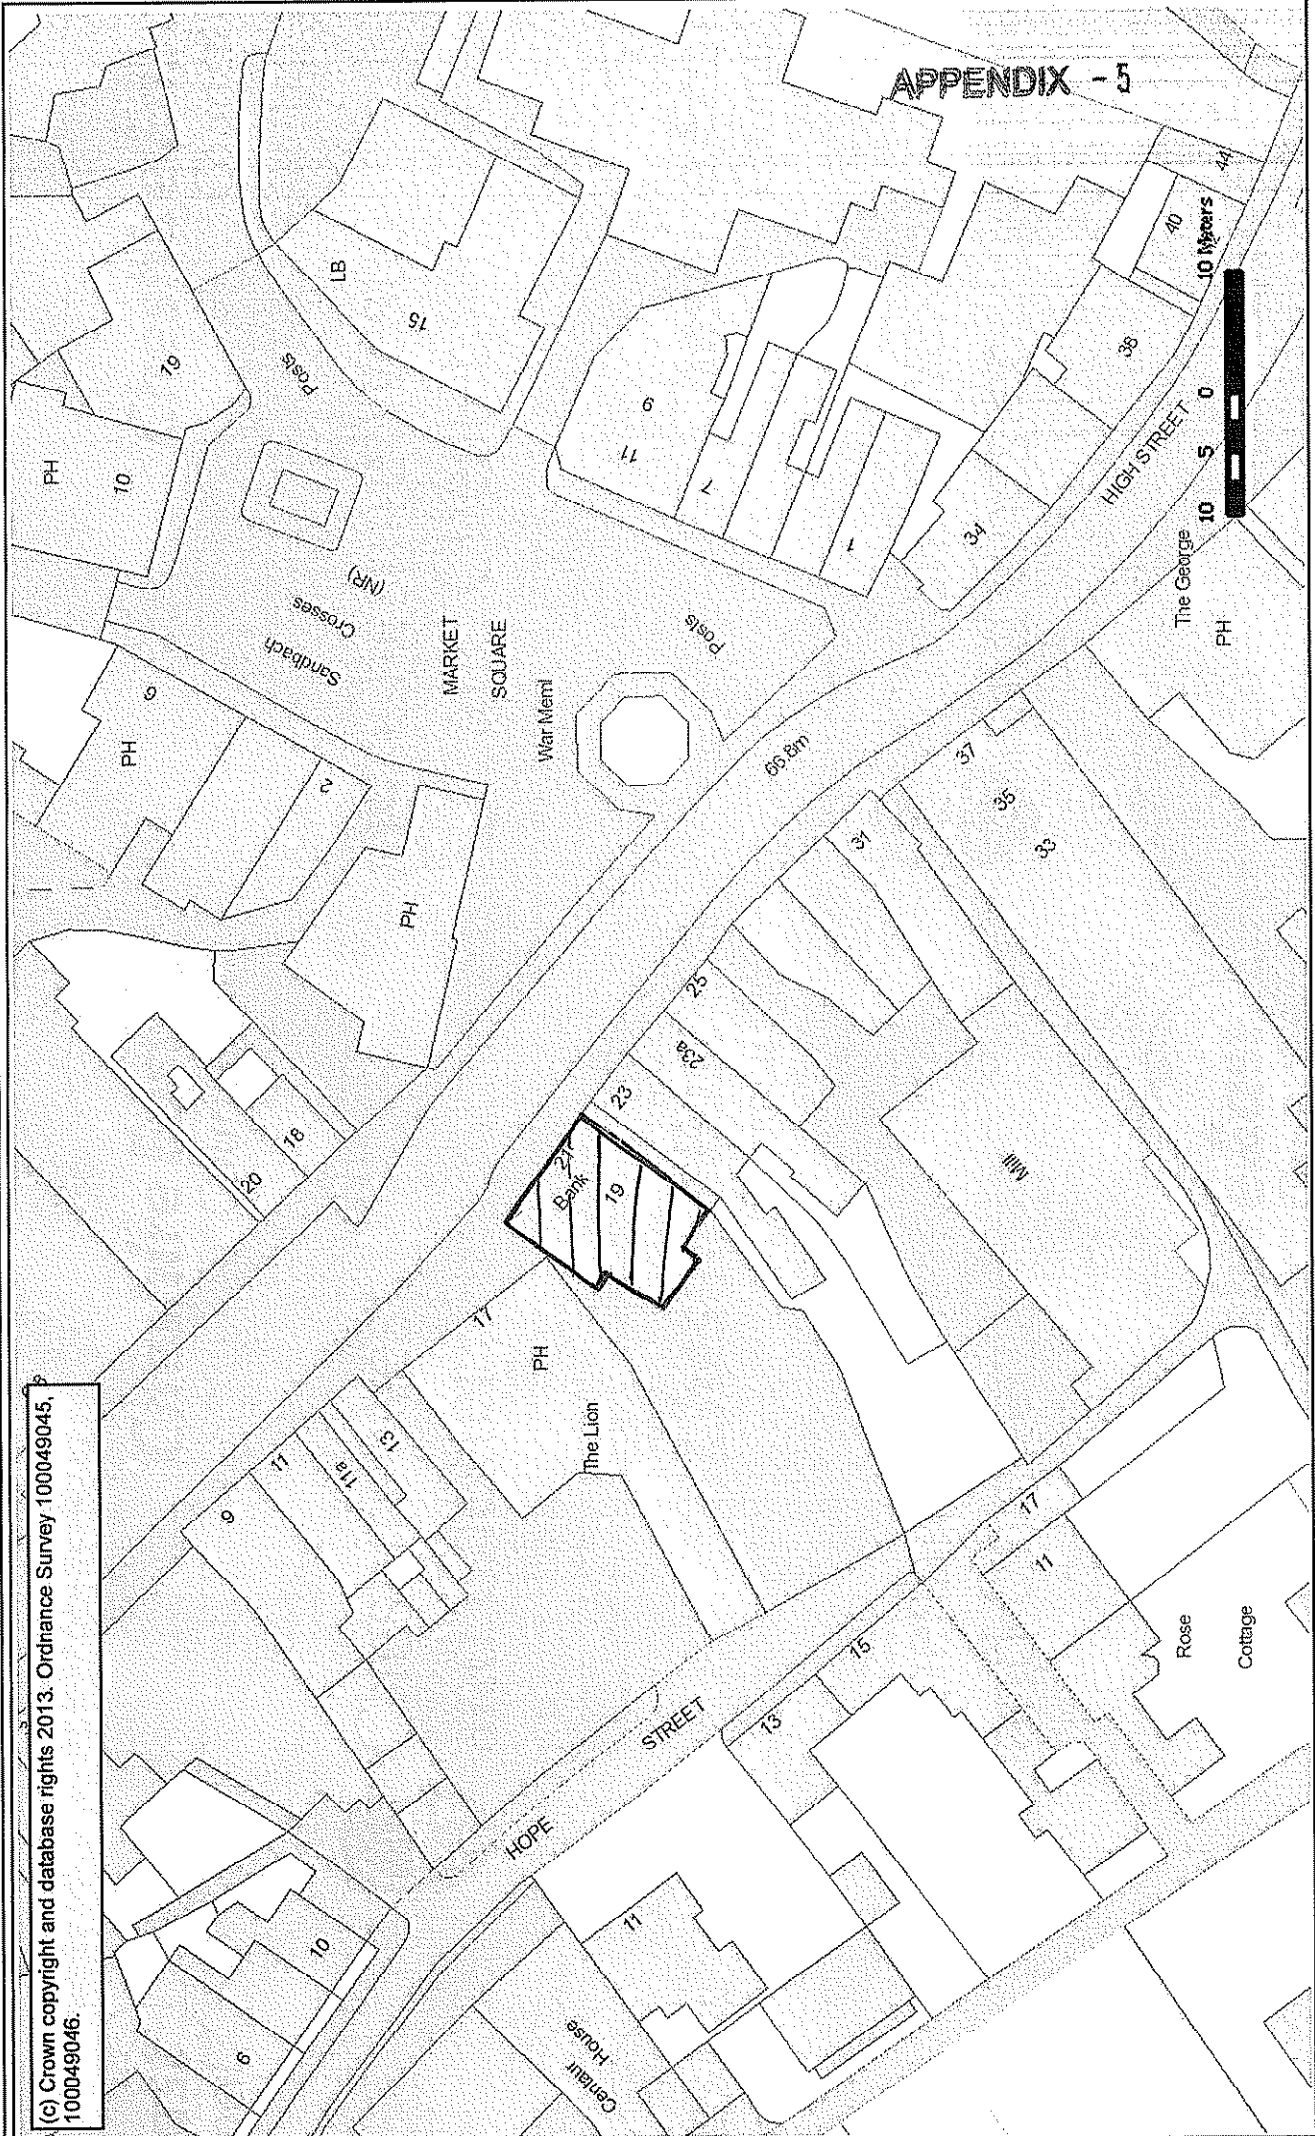 APPENDIX - 5
(c) Crown copyright and database rights 2013. Ordnance Survey 100049045,
100049046.
PH
10
19
Posts
LB
15
Sandbach
Crosses
(NR)
MARKET
SQUARE
War Meml
Posts
6
PH
2
PH
9
11
7
1
34
38
40
44
HIGH STREET
10 5 0 10 Meters
The George
PH
66.8m
37
35
33
31
25
23a
23
21
Bank
19
18
20
17
PH
The Lion
13
11a
11
9
Mill
HOPE
STREET
17
11
Rose
Cottage
15
13
11
Centaur
House
10
6